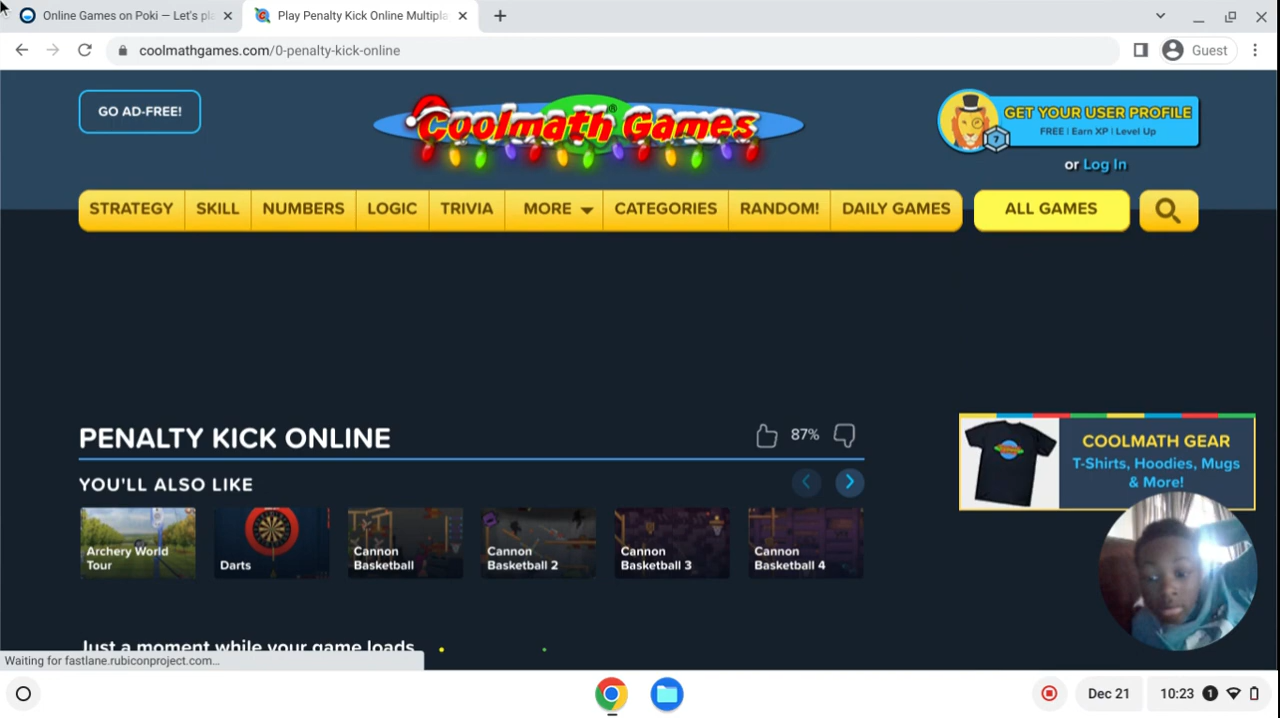 Online Games on Poki — Let's pl
Play Penalty Kick Online Multipla
coolmathgames.com/0-penalty-kick-online
Guest
GO AD-FREE!
Coolmath Games®
GET YOUR USER PROFILE
FREE | Earn XP | Level Up
7
or Log In
STRATEGY
SKILL
NUMBERS
LOGIC
TRIVIA
MORE
CATEGORIES
RANDOM!
DAILY GAMES
ALL GAMES
PENALTY KICK ONLINE
87%
COOLMATH GEAR
T-Shirts, Hoodies, Mugs
& More!
YOU'LL ALSO LIKE
Archery World
Tour
Darts
Cannon
Basketball
Cannon
Basketball 2
Cannon
Basketball 3
Cannon
Basketball 4
Just a moment while your game loads
Waiting for fastlane.rubiconproject.com...
Dec 21
10:23
1